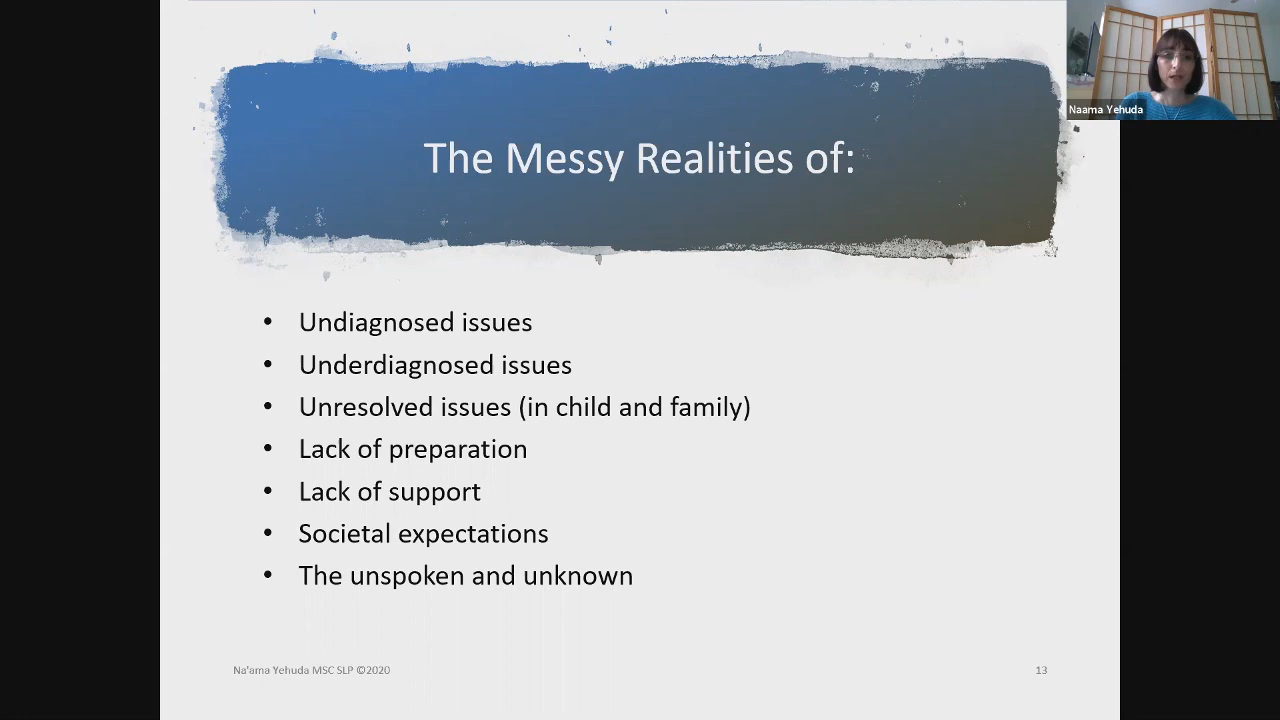 Naama Yehuda
The Messy Realities of:
• Undiagnosed issues
• Underdiagnosed issues
• Unresolved issues (in child and family)
• Lack of preparation
• Lack of support
• Societal expectations
• The unspoken and unknown
Na'ama Yehuda MSC SLP ©2020
13